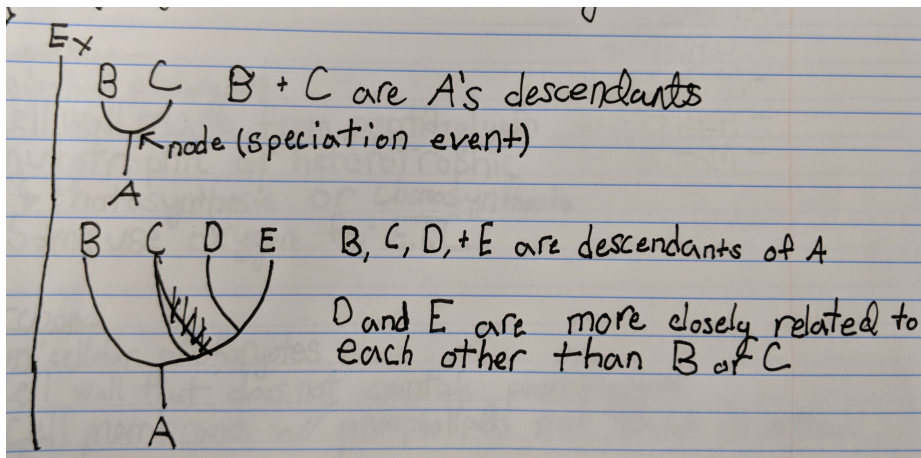 Ex
B C B + C are A's descendants
node (speciation event)
A
B C D E B, C, D, + E are descendants of A
D and E are more closely related to
each other than B or C
A